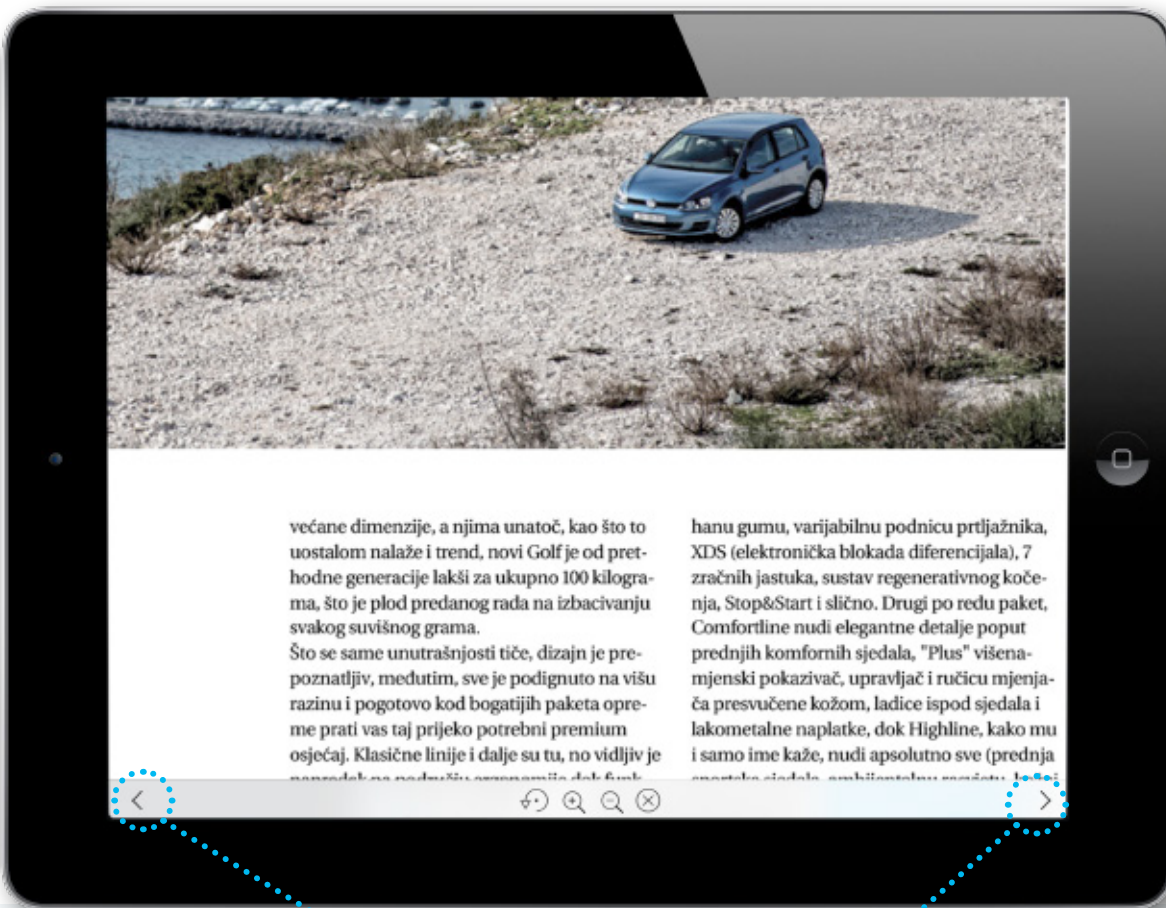 većane dimenzije, a njima unatoč, kao što to
uostalom nalaže i trend, novi Golf je od pret-
hodne generacije lakši za ukupno 100 kilogra-
ma, što je plod predanog rada na izbacivanju
svakog suvišnog grama.
Što se same unutrašnjosti tiče, dizajn je pre-
poznatljiv, međutim, sve je podignuto na višu
razinu i pogotovo kod bogatijih paketa opre-
me prati vas taj prijeko potrebni premium
osjećaj. Klasične linije i dalje su tu, no vidljiv je
hanu gumu, varijabilnu podnicu prtljažnika,
XDS (elektronička blokada diferencijala), 7
zračnih jastuka, sustav regenerativnog koče-
nja, Stop&Start i slično. Drugi po redu paket,
Comfortline nudi elegantne detalje poput
prednjih komfornih sjedala, "Plus" višena-
mjenski pokazivač, upravljač i ručicu mjenja-
ča presvučene kožom, ladice ispod sjedala i
lakometalne naplatke, dok Highline, kako mu
i samo ime kaže, nudi apsolutno sve (prednja